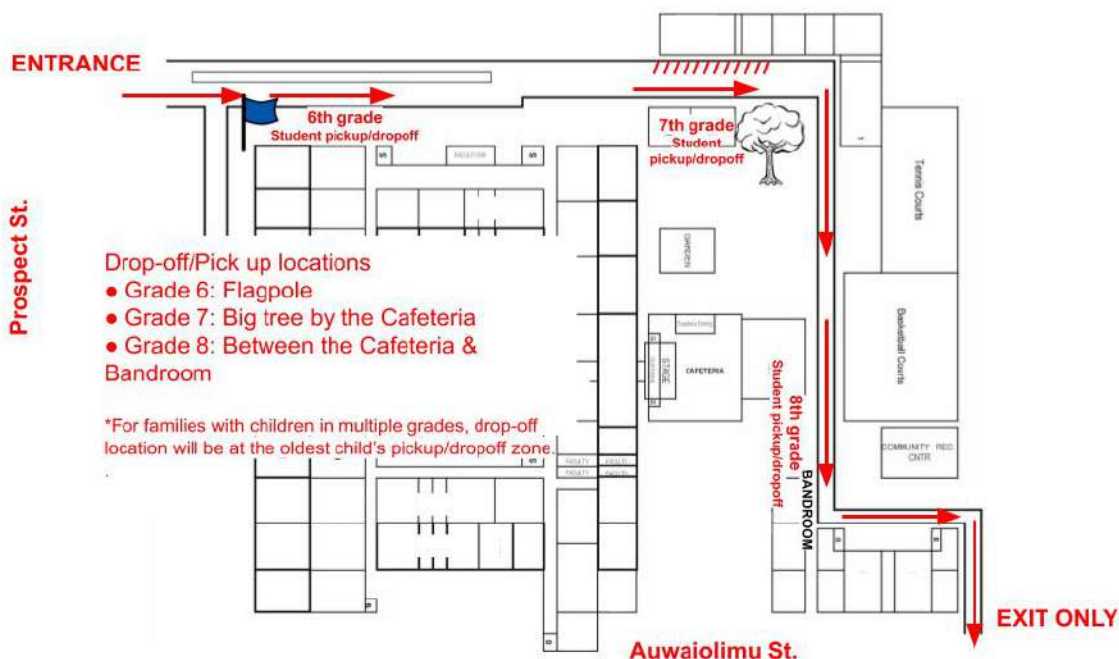 ENTRANCE
6th grade
Student pickup/dropoff
7th grade
Student
pickup/dropoff
Prospect St.
Tennis Courts
GARDEN
Drop-off/Pick up locations
● Grade 6: Flagpole
● Grade 7: Big tree by the Cafeteria
● Grade 8: Between the Cafeteria &
Bandroom
*For families with children in multiple grades, drop-off
location will be at the oldest child's pickup/dropoff zone.
STAGE
CAFETERIA
Basketball Courts
8th grade
Student pickup/dropoff
COMMUNITY REC.
CNTR
BANDROOM
EXIT ONLY
Auwaiolimu St.